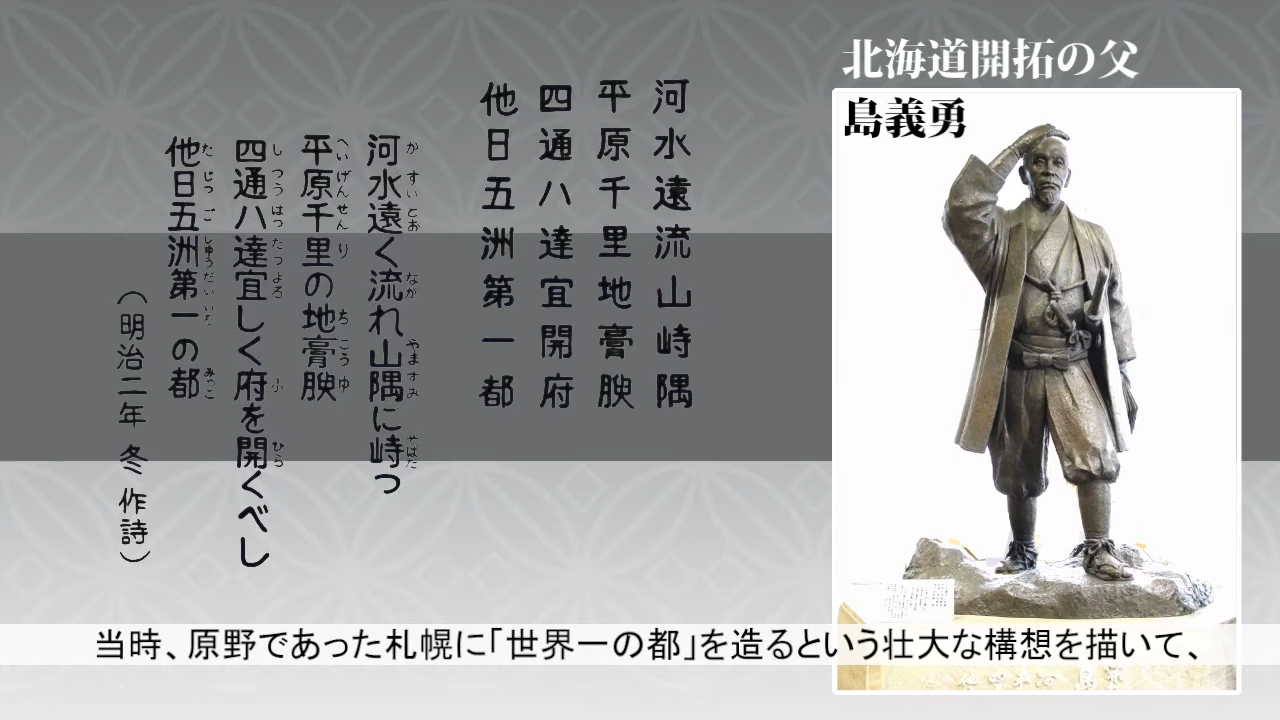 北海道開拓の父
島義勇
河水遠流山峙隅
平原千里地膏腴
四通八達宜開府
他日五洲第一都
河水遠く流れ山隅に峙つ
平原千里の地膏腴
四通八達宜しく府を開くべし
他日五洲第一の都
（明治二年 冬 作詩）
当時、原野であった札幌に「世界一の都」を造るという壮大な構想を描いて、